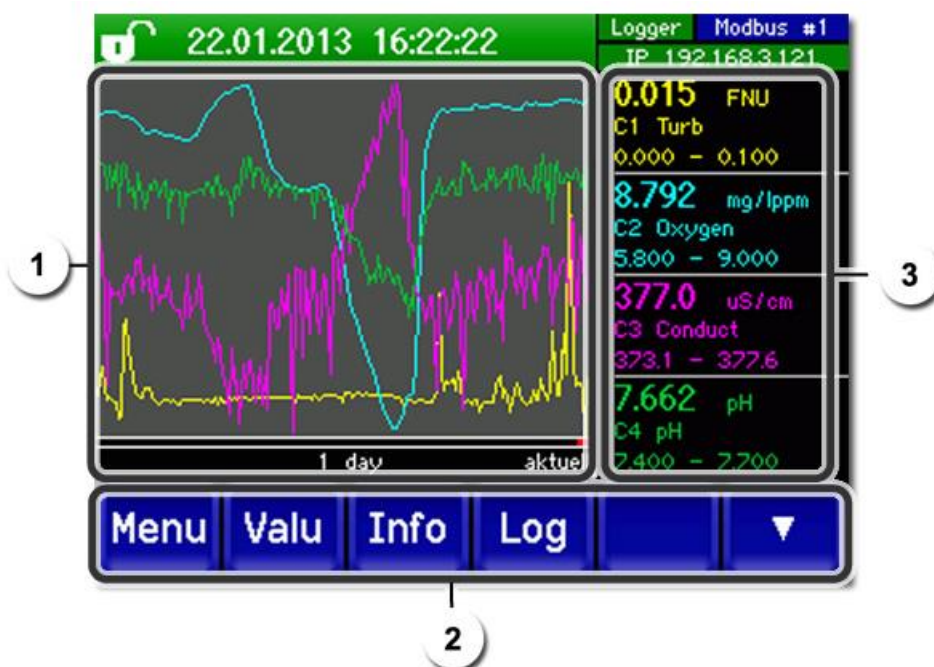 22.01.2013 16:22:22
Logger Modbus #1
IP 192.168.3.121
0.015 FNU
C1 Turb
0.000 - 0.100
8.792 mg/lppm
C2 Oxygen
5.800 - 9.000
377.0 uS/cm
C3 Conduct
373.1 - 377.6
7.662 pH
C4 pH
7.400 - 7.700
1 day aktuel
Menu Valu Info Log ▼
1
2
3